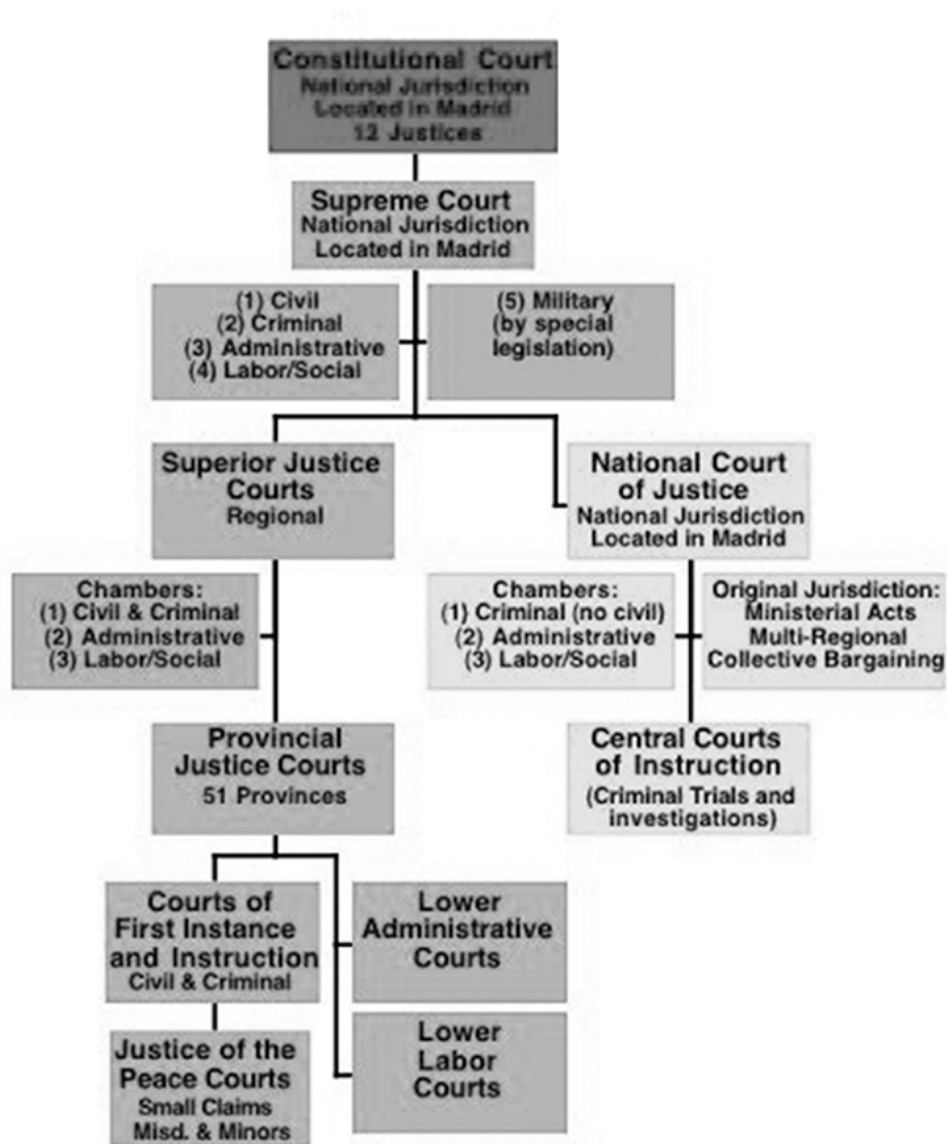 Constitutional Court
National Jurisdiction
Located in Madrid
12 Justices
Supreme Court
National Jurisdiction
Located in Madrid
(1) Civil
(2) Criminal
(3) Administrative
(4) Labor/Social
(5) Military
(by special
legislation)
Superior Justice
Courts
Regional
National Court
of Justice
National Jurisdiction
Located in Madrid
Chambers:
(1) Civil & Criminal
(2) Administrative
(3) Labor/Social
Chambers:
(1) Criminal (no civil)
(2) Administrative
(3) Labor/Social
Original Jurisdiction:
Ministerial Acts
Multi-Regional
Collective Bargaining
Provincial
Justice Courts
51 Provinces
Central Courts
of Instruction
(Criminal Trials and
investigations)
Courts of
First Instance
and Instruction
Civil & Criminal
Lower
Administrative
Courts
Justice of the
Peace Courts
Small Claims
Misd. & Minors
Lower
Labor
Courts